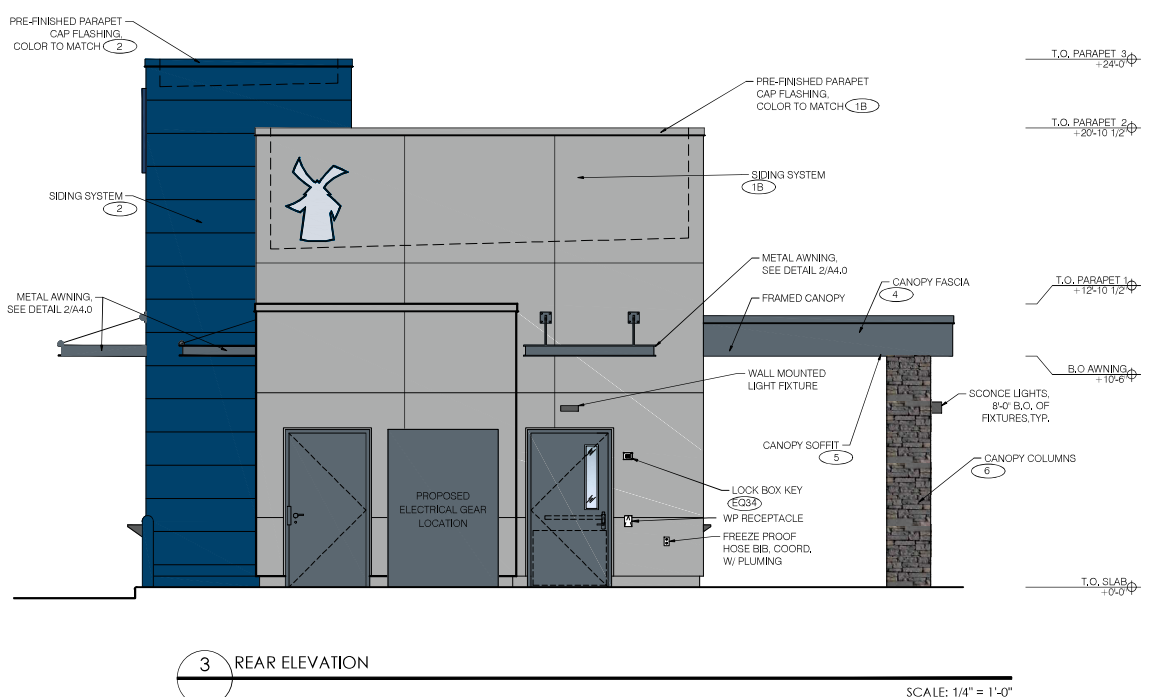 PRE-FINISHED PARAPET
CAP FLASHING,
COLOR TO MATCH 2
PRE-FINISHED PARAPET
CAP FLASHING,
COLOR TO MATCH 1B
SIDING SYSTEM
1B
SIDING SYSTEM
2
METAL AWNING,
SEE DETAIL 2/A4.0
METAL AWNING,
SEE DETAIL 2/A4.0
FRAMED CANOPY
CANOPY FASCIA
4
WALL MOUNTED
LIGHT FIXTURE
SCONCE LIGHTS,
8'-0" B.O. OF
FIXTURES,TYP.
CANOPY SOFFIT
5
CANOPY COLUMNS
6
PROPOSED
ELECTRICAL GEAR
LOCATION
LOCK BOX KEY
EQ34
WP RECEPTACLE
FREEZE PROOF
HOSE BIB, COORD.
W/ PLUMING
T.O. PARAPET 3
+24'-0"
T.O. PARAPET 2
+20'-10 1/2"
T.O. PARAPET 1
+12'-10 1/2"
B.O AWNING
+10'-6"
T.O. SLAB
+0'-0"
3 REAR ELEVATION
SCALE: 1/4" = 1'-0"